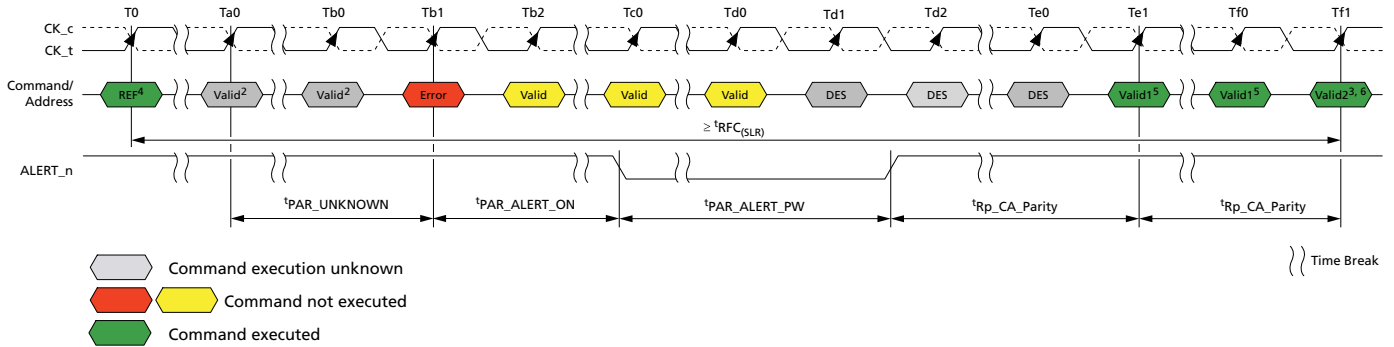 T0 Ta0 Tb0 Tb1 Tb2 Tc0 Td0 Td1 Td2 Te0 Te1 Tf0 Tf1
CK_c
CK_t
Command/
Address
REF4 Valid2 Valid2 Error Valid Valid Valid DES DES DES Valid15 Valid15 Valid23, 6
≥ tRFC(SLR)
ALERT_n
tPAR_UNKNOWN tPAR_ALERT_ON tPAR_ALERT_PW tRp_CA_Parity tRp_CA_Parity
Command execution unknown
Time Break
Command not executed
Command executed